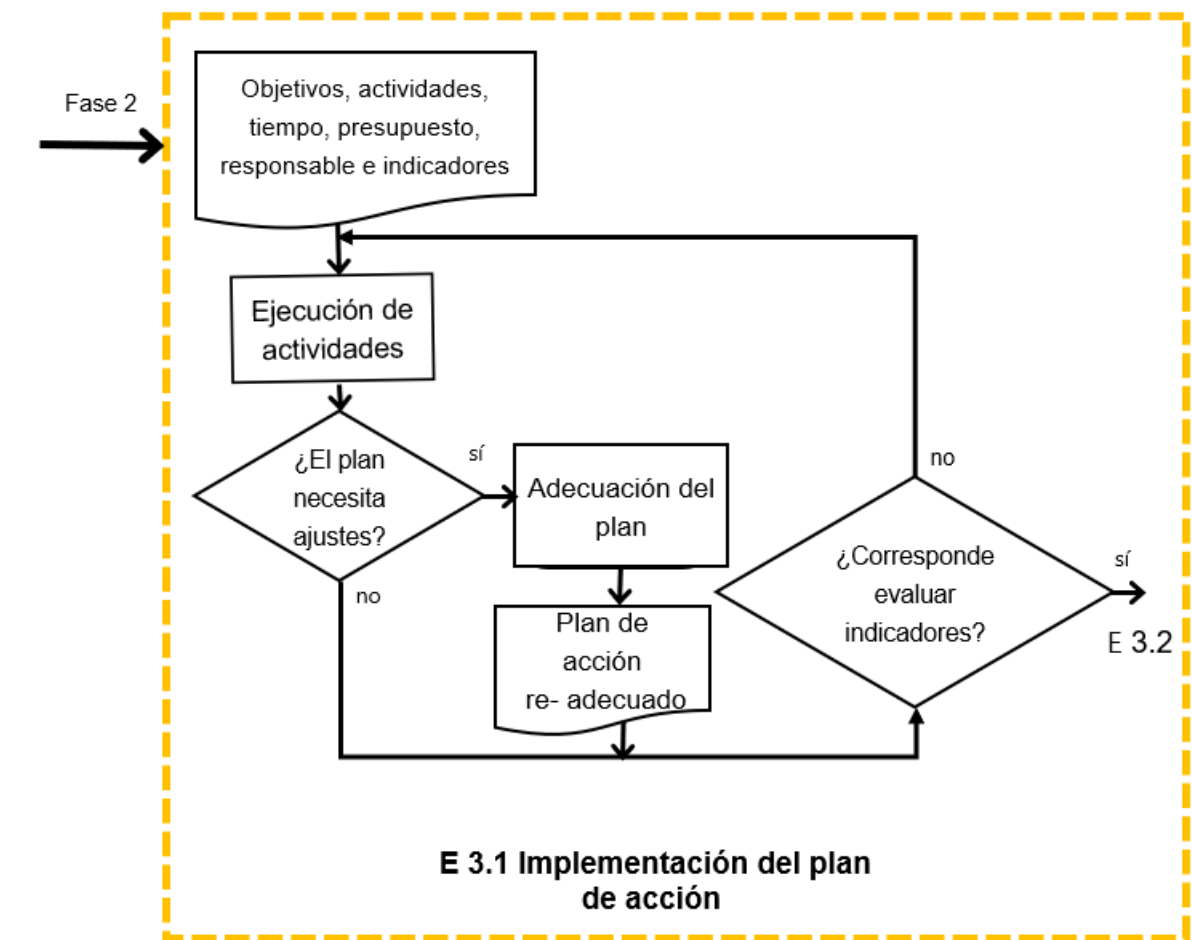 Fase 2
Objetivos, actividades,
tiempo, presupuesto,
responsable e indicadores
Ejecución de
actividades
¿El plan
necesita
ajustes?
sí
no
Adecuación del
plan
Plan de
acción
re- adecuado
¿Corresponde
evaluar
indicadores?
no
sí
E 3.2
E 3.1 Implementación del plan
de acción